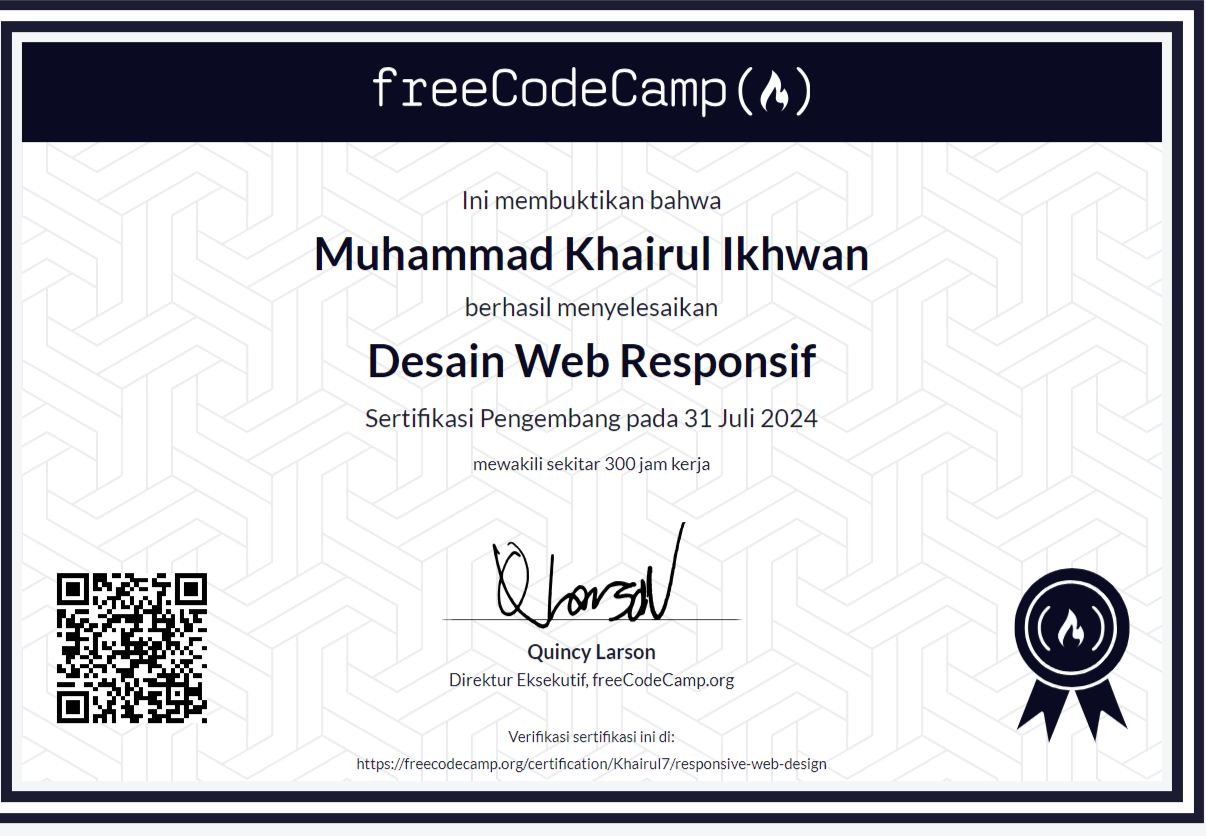 freeCodeCamp
Ini membuktikan bahwa
Muhammad Khairul Ikhwan
berhasil menyelesaikan
Desain Web Responsif
Sertifikasi Pengembang pada 31 Juli 2024
mewakili sekitar 300 jam kerja
Q Larson
Quincy Larson
Direktur Eksekutif, freeCodeCamp.org
Verifikasi sertifikasi ini di:
https://freecodecamp.org/certification/Khairul7/responsive-web-design